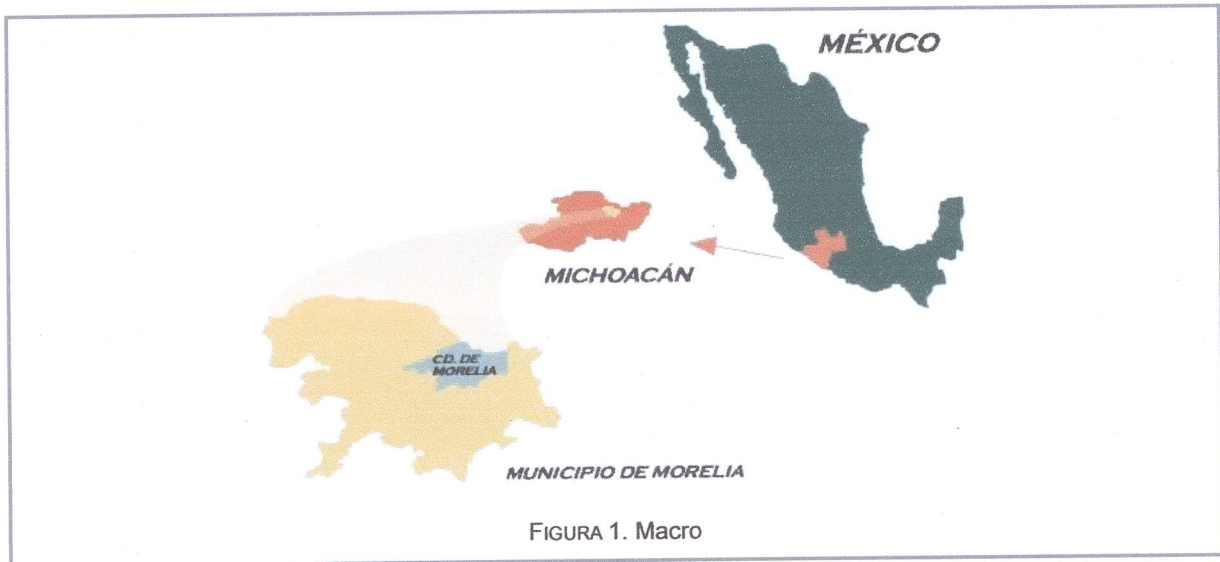 MÉXICO
MICHOACÁN
CD. DE
MORELIA
MUNICIPIO DE MORELIA
FIGURA 1. Macro